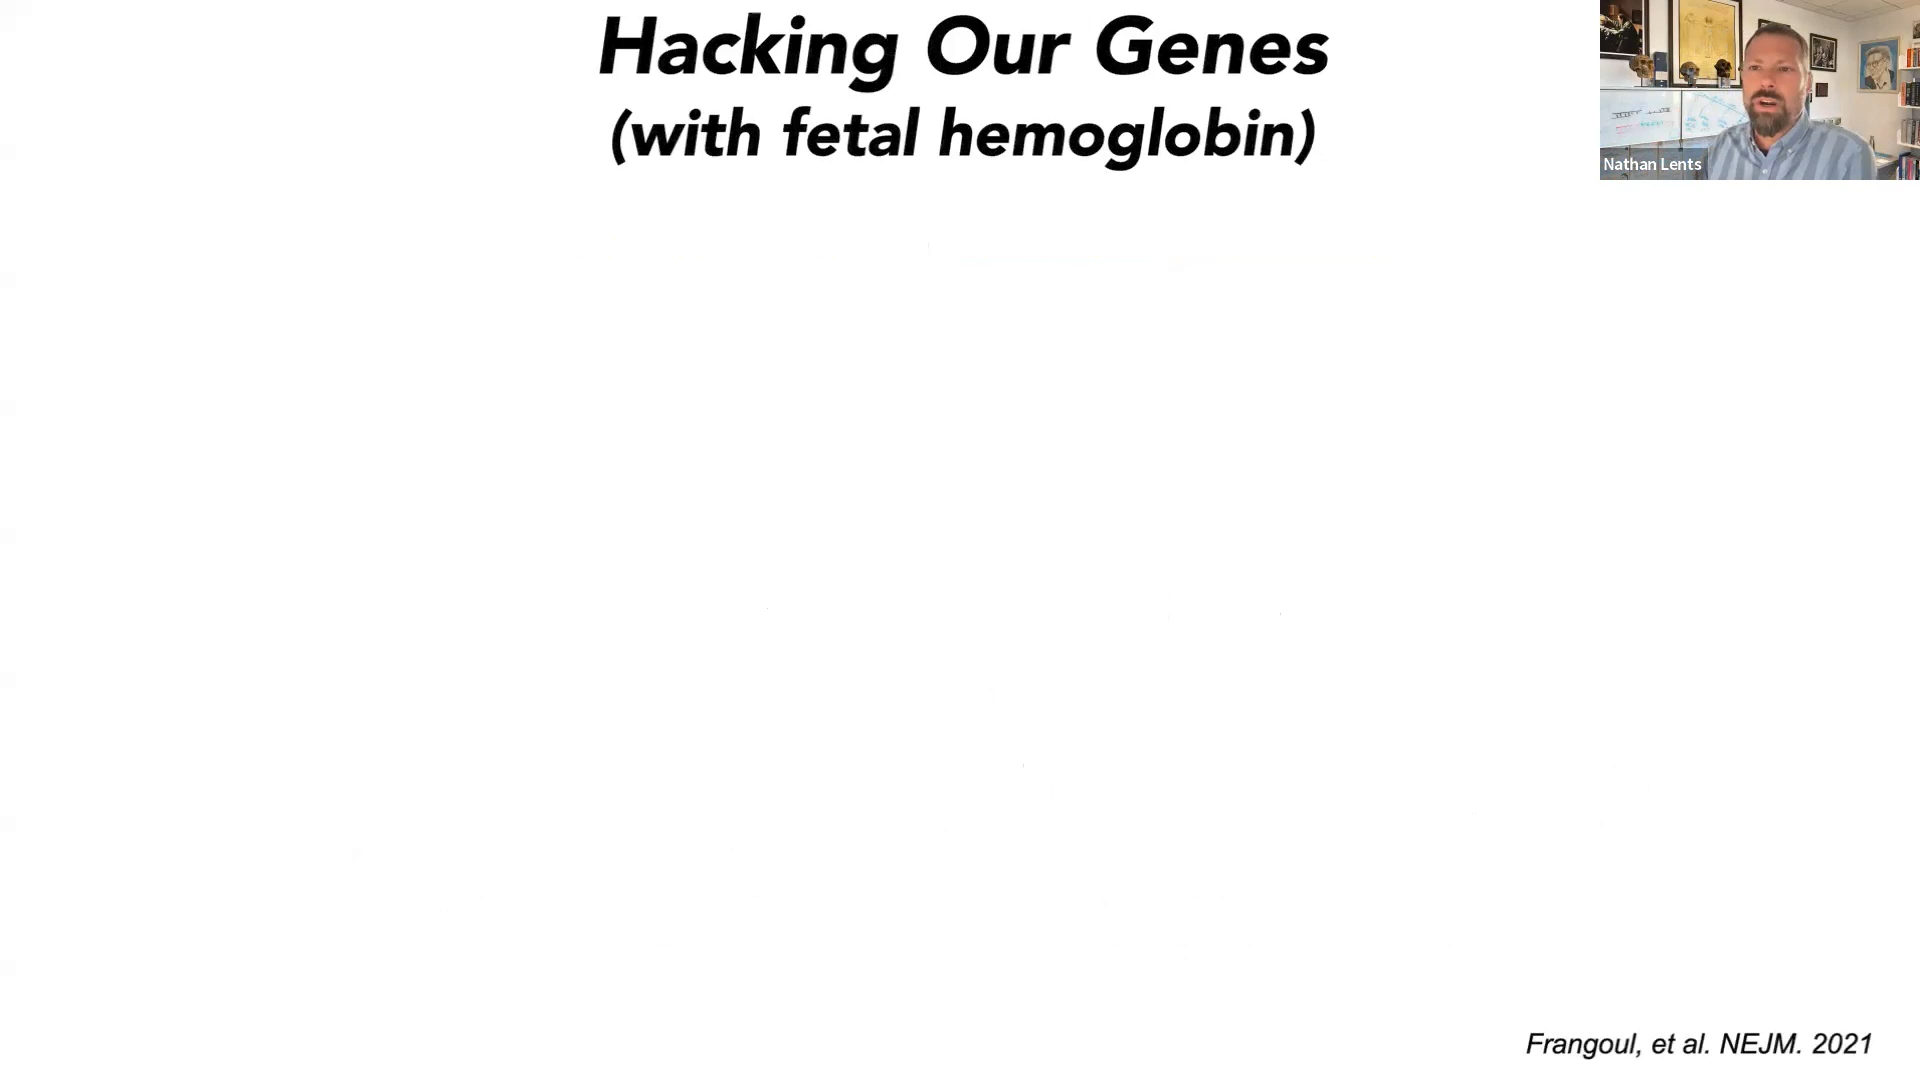 Hacking Our Genes
(with fetal hemoglobin)
Nathan Lents
Frangoul, et al. NEJM. 2021